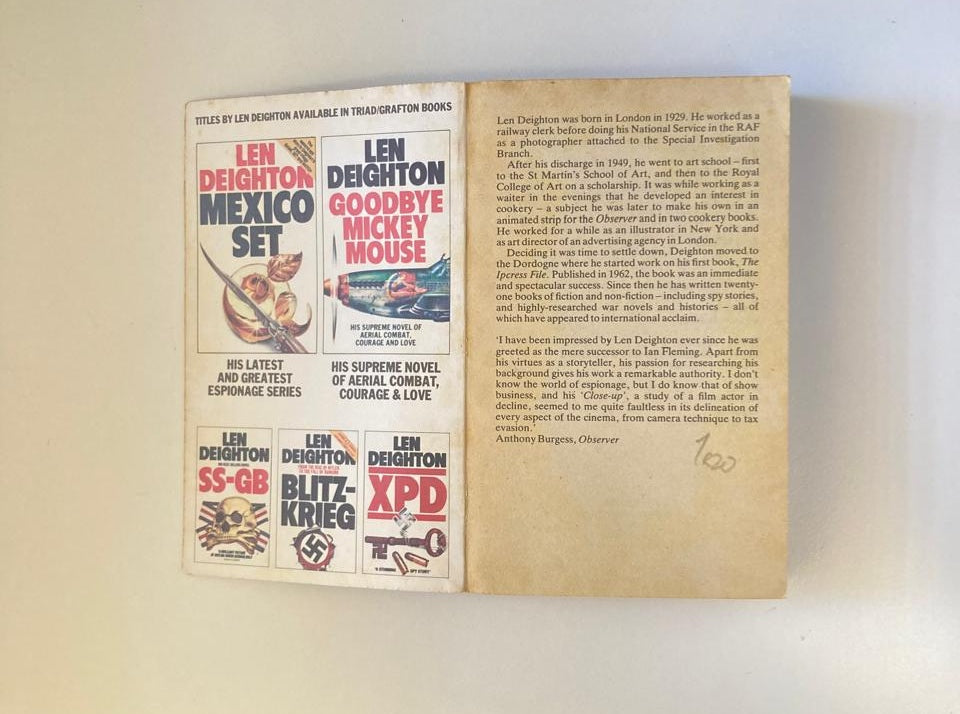 TITLES BY LEN DEIGHTON AVAILABLE IN TRIAD/GRAFTON BOOKS
LEN
DEIGHTON
MEXICO
SET
LEN
DEIGHTON
GOODBYE
MICKEY
MOUSE
HIS SUPREME NOVEL OF
AERIAL COMBAT,
COURAGE AND LOVE
HIS LATEST
AND GREATEST
ESPIONAGE SERIES
HIS SUPREME NOVEL
OF AERIAL COMBAT,
COURAGE & LOVE
LEN
DEIGHTON
SS-GB
LEN
DEIGHTON
FROM THE RISE OF HITLER
TO THE FALL OF DUNKIRK
BLITZ-
KRIEG
LEN
DEIGHTON
XPD
'A STUNNING SPY STORY'
Len Deighton was born in London in 1929. He worked as a
railway clerk before doing his National Service in the RAF
as a photographer attached to the Special Investigation
Branch.
After his discharge in 1949, he went to art school – first
to the St Martin's School of Art, and then to the Royal
College of Art on a scholarship. It was while working as a
waiter in the evenings that he developed an interest in
cookery – a subject he was later to make his own in an
animated strip for the Observer and in two cookery books.
He worked for a while as an illustrator in New York and
as art director of an advertising agency in London.
Deciding it was time to settle down, Deighton moved to
the Dordogne where he started work on his first book, The
Ipcress File. Published in 1962, the book was an immediate
and spectacular success. Since then he has written twenty-
one books of fiction and non-fiction – including spy stories,
and highly-researched war novels and histories – all of
which have appeared to international acclaim.
'I have been impressed by Len Deighton ever since he was
greeted as the mere successor to Ian Fleming. Apart from
his virtues as a storyteller, his passion for researching his
background gives his work a remarkable authority. I don't
know the world of espionage, but I do know that of show
business, and his 'Close-up', a study of a film actor in
decline, seemed to me quite faultless in its delineation of
every aspect of the cinema, from camera technique to tax
evasion.'
Anthony Burgess, Observer